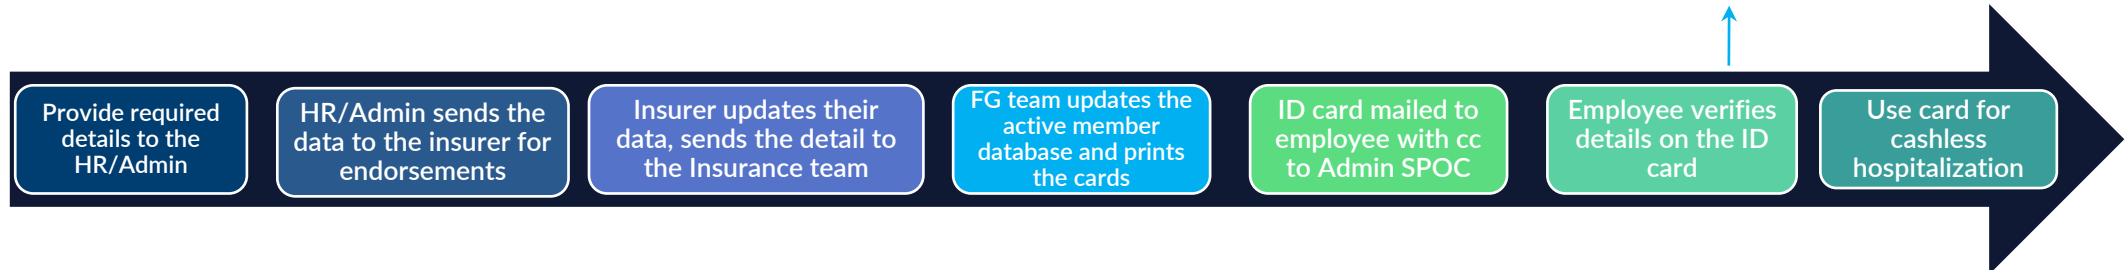 Provide required
details to the
HR/Admin
HR/Admin sends the
data to the insurer for
endorsements
Insurer updates their
data, sends the detail to
the Insurance team
FG team updates the
active member
database and prints
the cards
ID card mailed to
employee with cc
to Admin SPOC
Employee verifies
details on the ID
card
Use card for
cashless
hospitalization